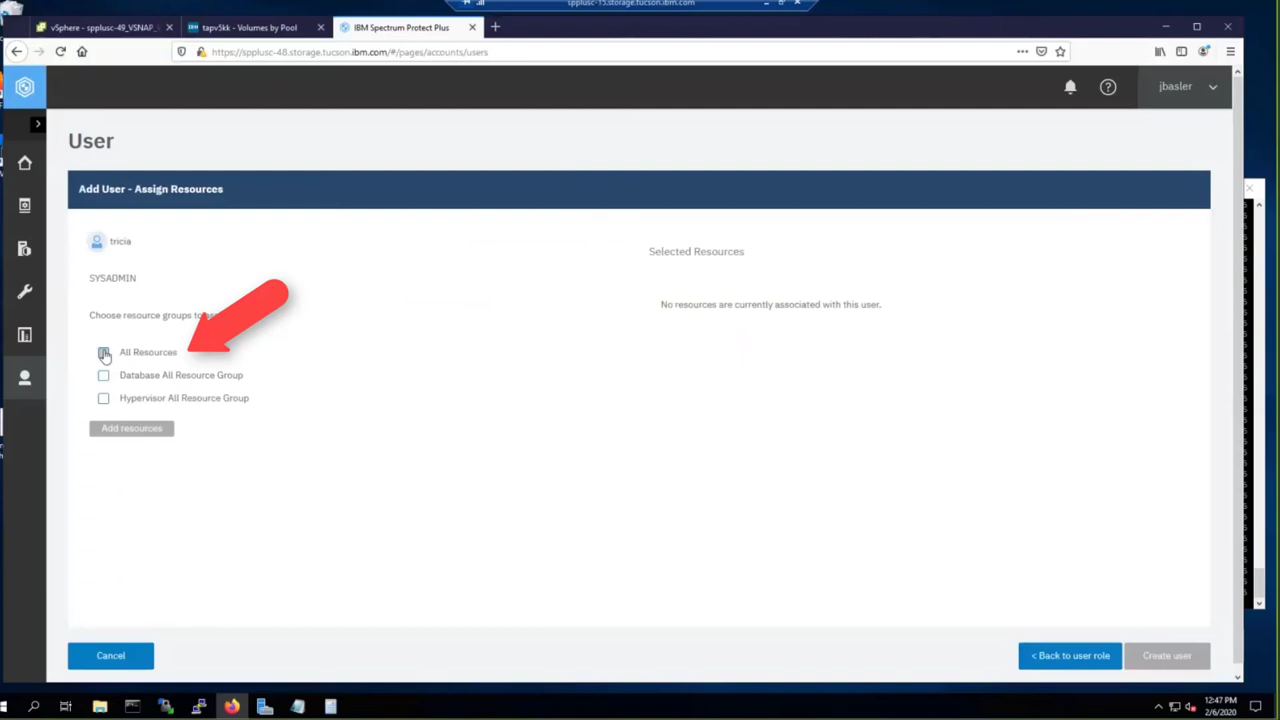 spplusc-15.storage.tucson.ibm.com
vSphere - spplusc-49_VSNAP_
tapv5kk - Volumes by Pool
IBM Spectrum Protect Plus
https://spplusc-48.storage.tucson.ibm.com/#/pages/accounts/users
jbasler
User
Add User - Assign Resources
tricia
Selected Resources
SYSADMIN
No resources are currently associated with this user.
Choose resource groups to
All Resources
Database All Resource Group
Hypervisor All Resource Group
Add resources
Cancel
< Back to user role
Create user
12:47 PM
2/6/2020